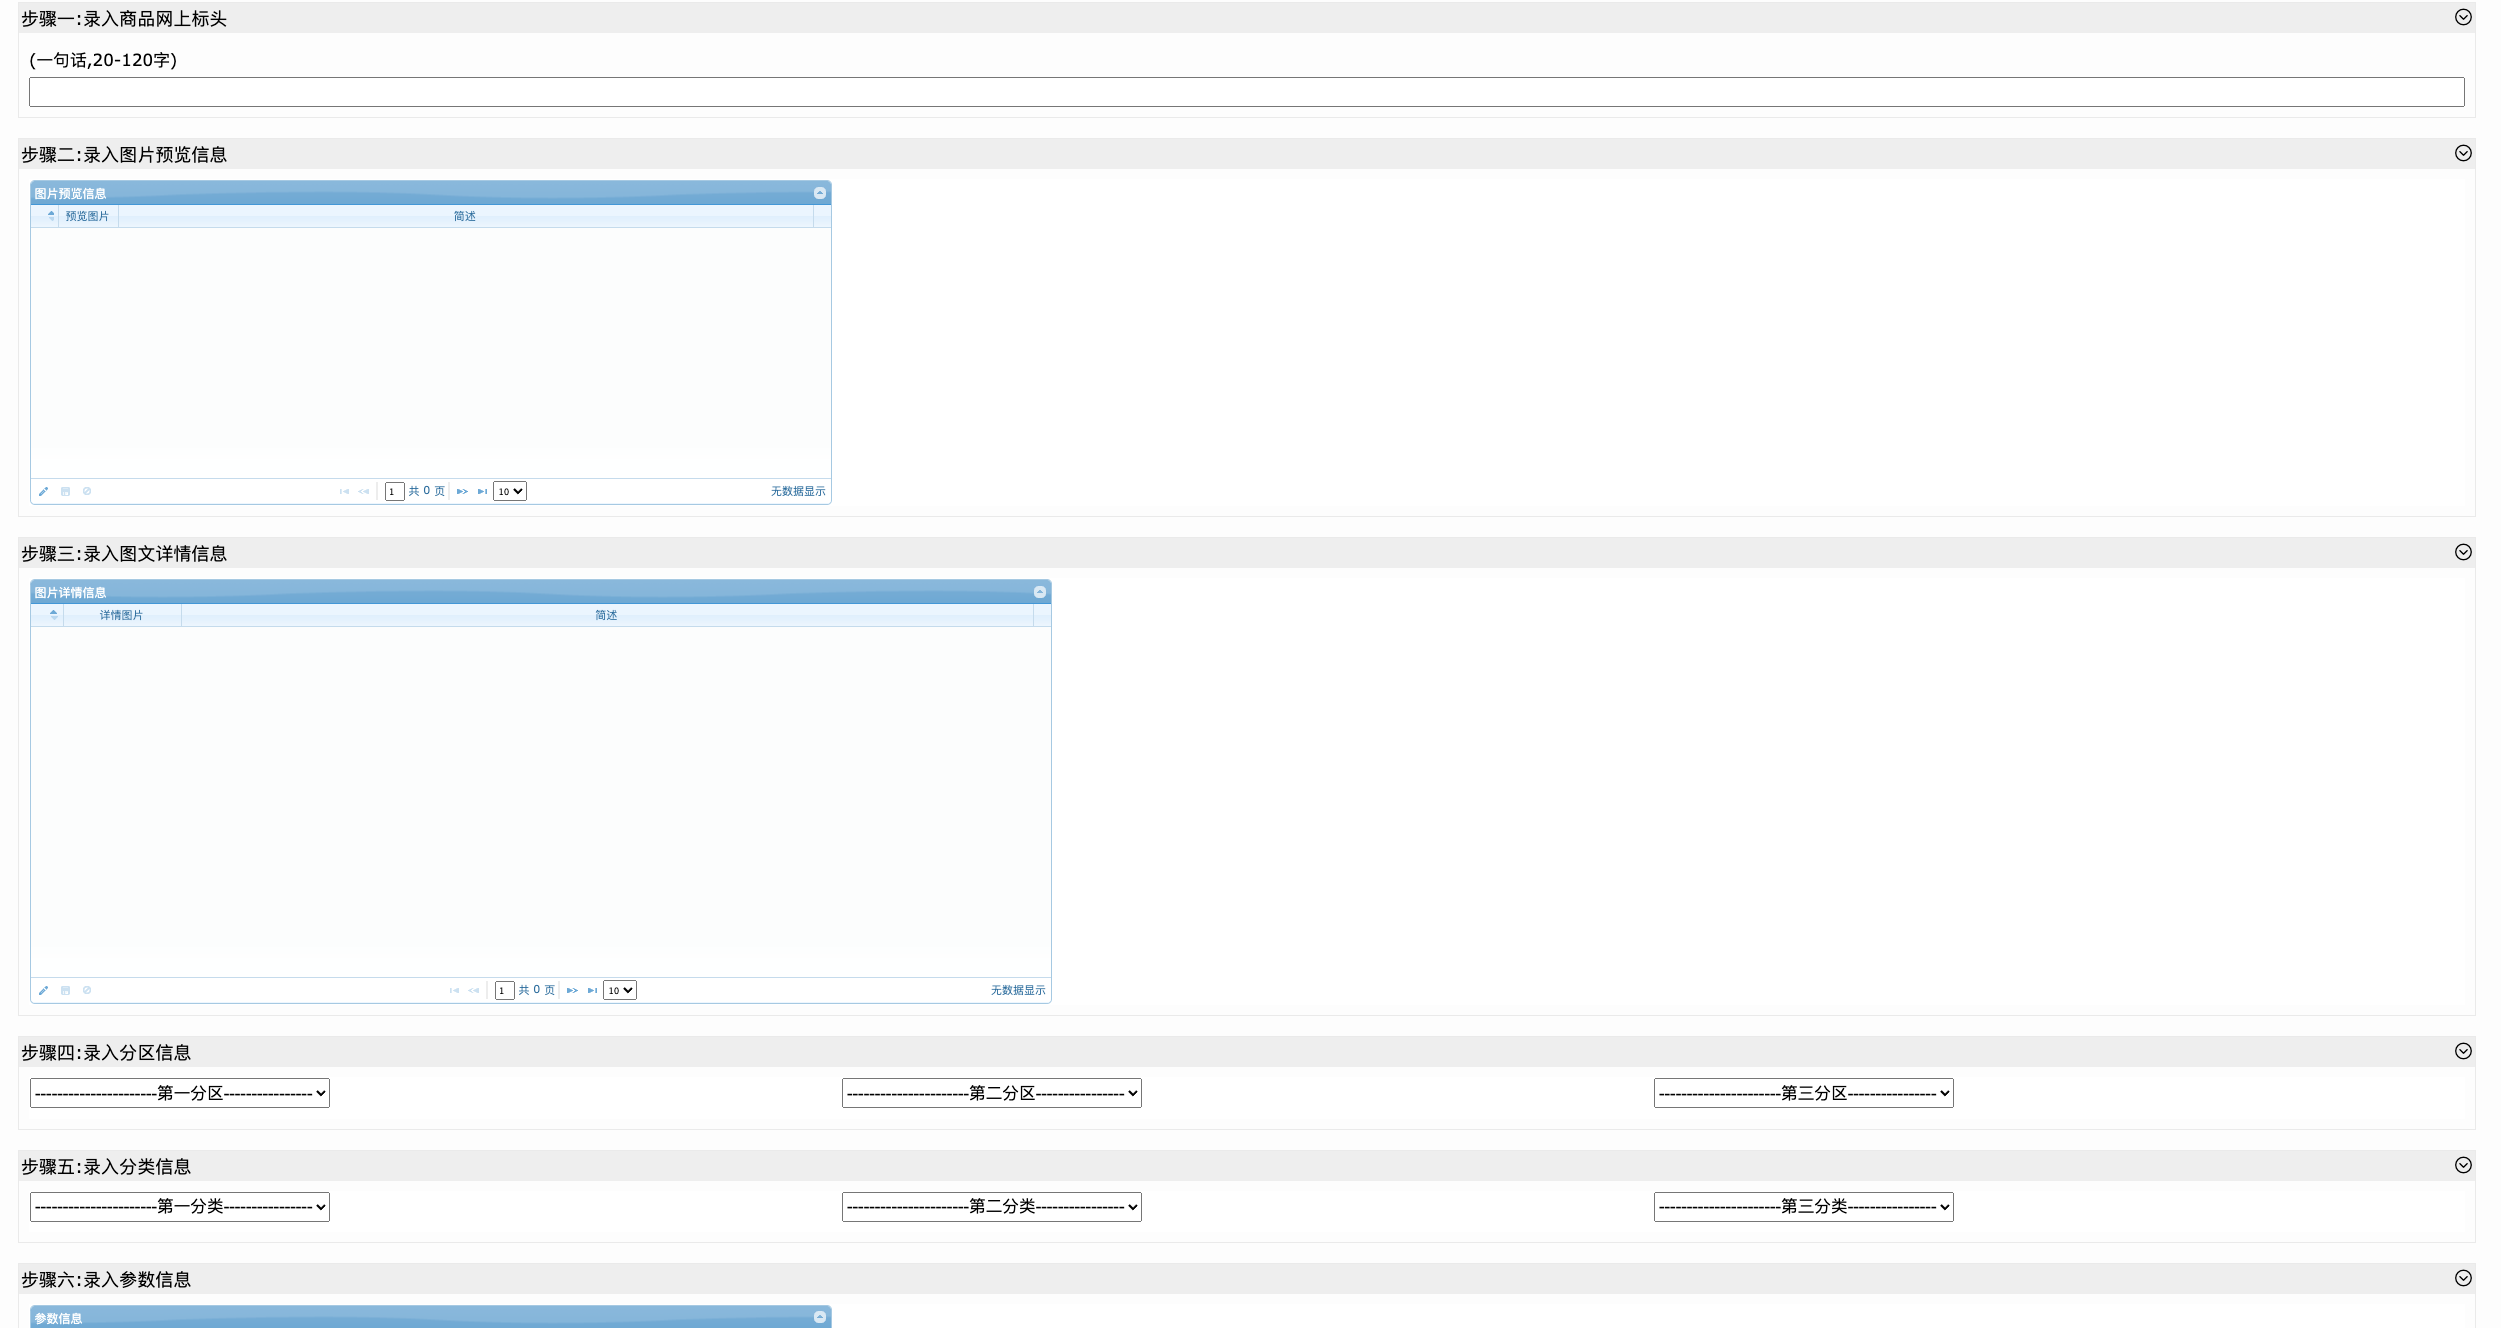 步骤一:录入商品网上标头
(一句话,20-120字)
步骤二:录入图片预览信息
图片预览信息
预览图片 简述
1 共 0 页 10 无数据显示
步骤三:录入图文详情信息
图片详情信息
详情图片 简述
1 共 0 页 10 无数据显示
步骤四:录入分区信息
----------------------第一分区---------------- ----------------------第二分区---------------- ----------------------第三分区----------------
步骤五:录入分类信息
----------------------第一分类---------------- ----------------------第二分类---------------- ----------------------第三分类----------------
步骤六:录入参数信息
参数信息